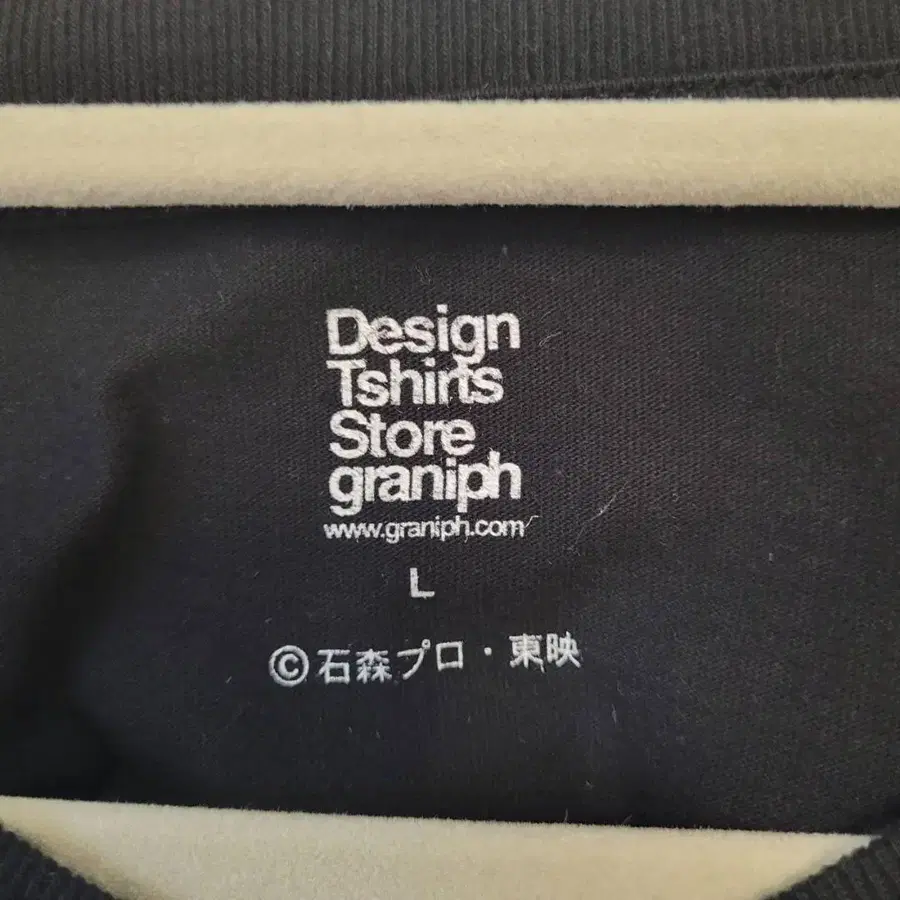 Design
Tshirts
Store
graniph
www.graniph.com
L
©石森プロ・東映